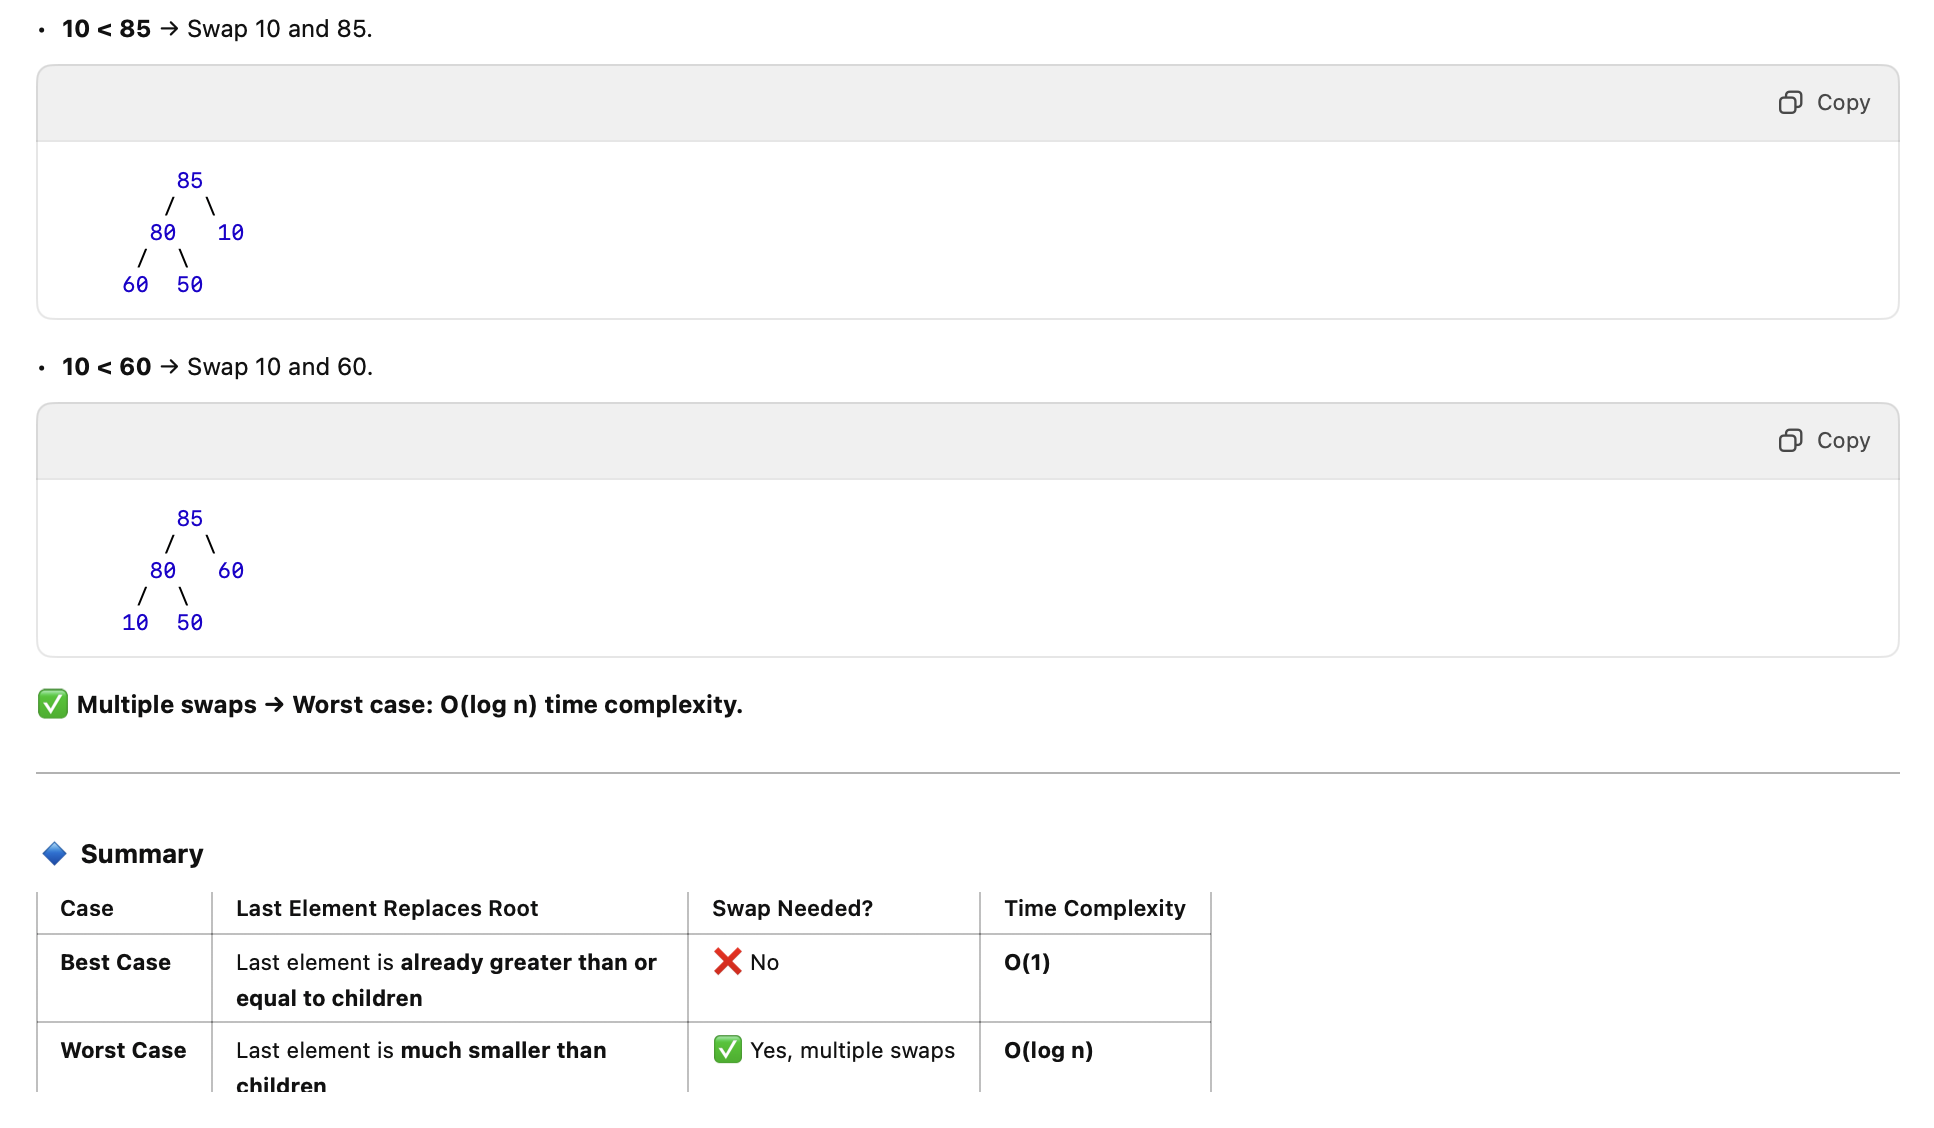 • 10 < 85 → Swap 10 and 85.
Copy
85
/ \
80 10
/ \
60 50
• 10 < 60 → Swap 10 and 60.
Copy
85
/ \
80 60
/ \
10 50
✅ Multiple swaps → Worst case: O(log n) time complexity.
🔹 Summary
Case Last Element Replaces Root Swap Needed? Time Complexity
Best Case Last element is already greater than or ❌ No O(1)
equal to children
Worst Case Last element is much smaller than ✅ Yes, multiple swaps O(log n)
children